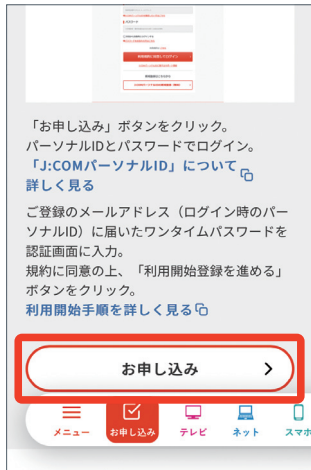 「お申し込み」ボタンをクリック。
パーソナルIDとパスワードでログイン。
「J:COMパーソナルID」について
詳しく見る
ご登録のメールアドレス（ログイン時のパー
ソナルID）に届いたワンタイムパスワードを
認証画面に入力。
規約に同意の上、「利用開始登録を進める」
ボタンをクリック。
利用開始手順を詳しく見る
お申し込み
メニュー お申し込み テレビ ネット スマホ